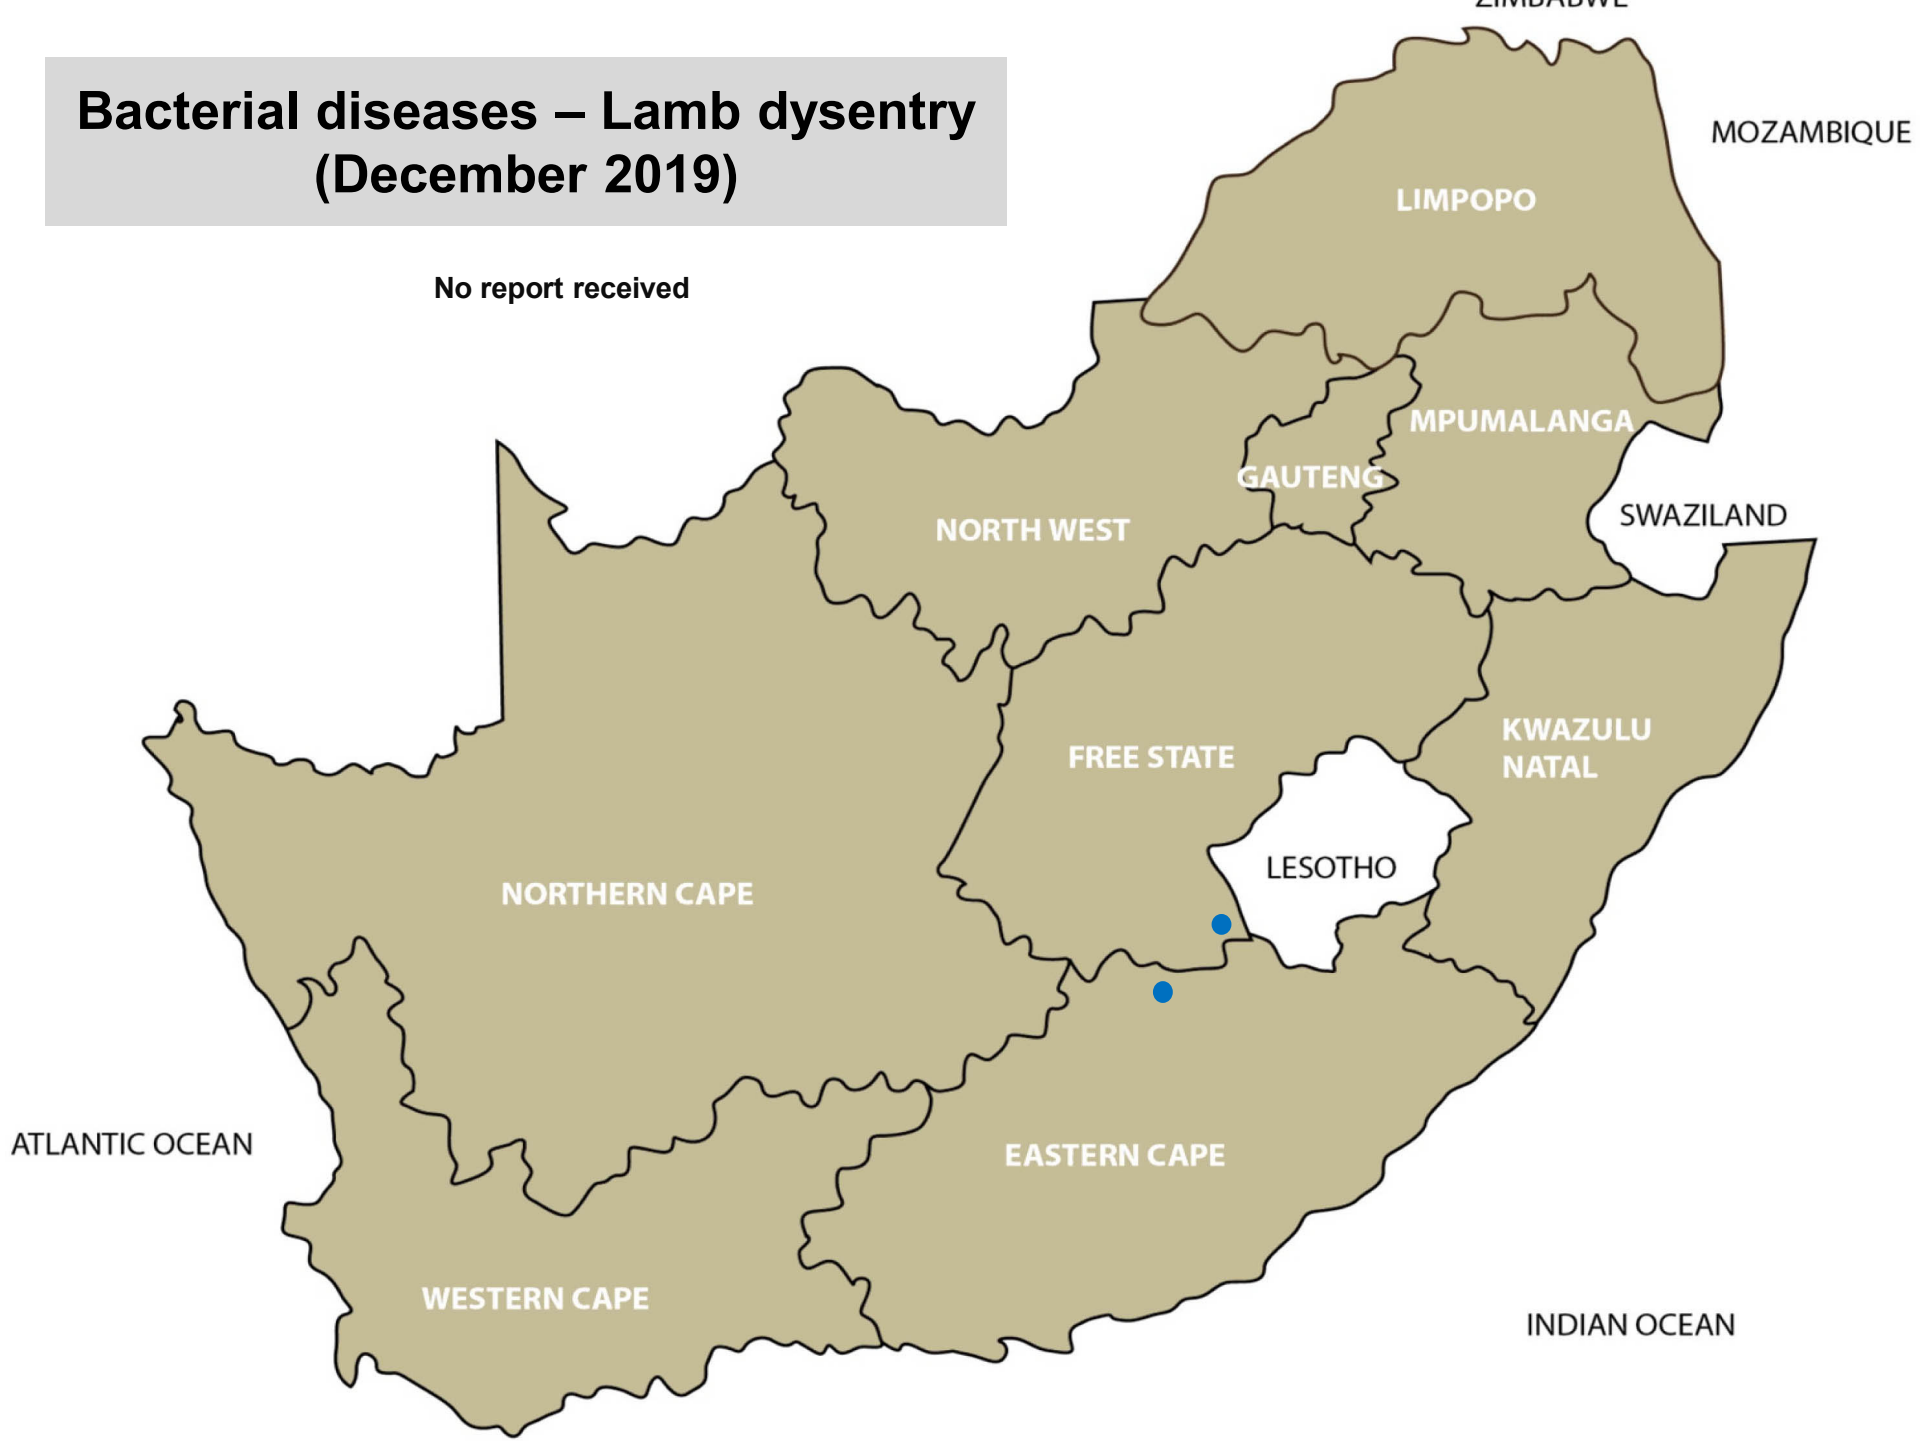 ZIMBABWE
Bacterial diseases – Lamb dysentry
(December 2019)
MOZAMBIQUE
LIMPOPO
No report received
MPUMALANGA
GAUTENG
SWAZILAND
NORTH WEST
KWAZULU
NATAL
FREE STATE
LESOTHO
NORTHERN CAPE
ATLANTIC OCEAN
EASTERN CAPE
WESTERN CAPE
INDIAN OCEAN